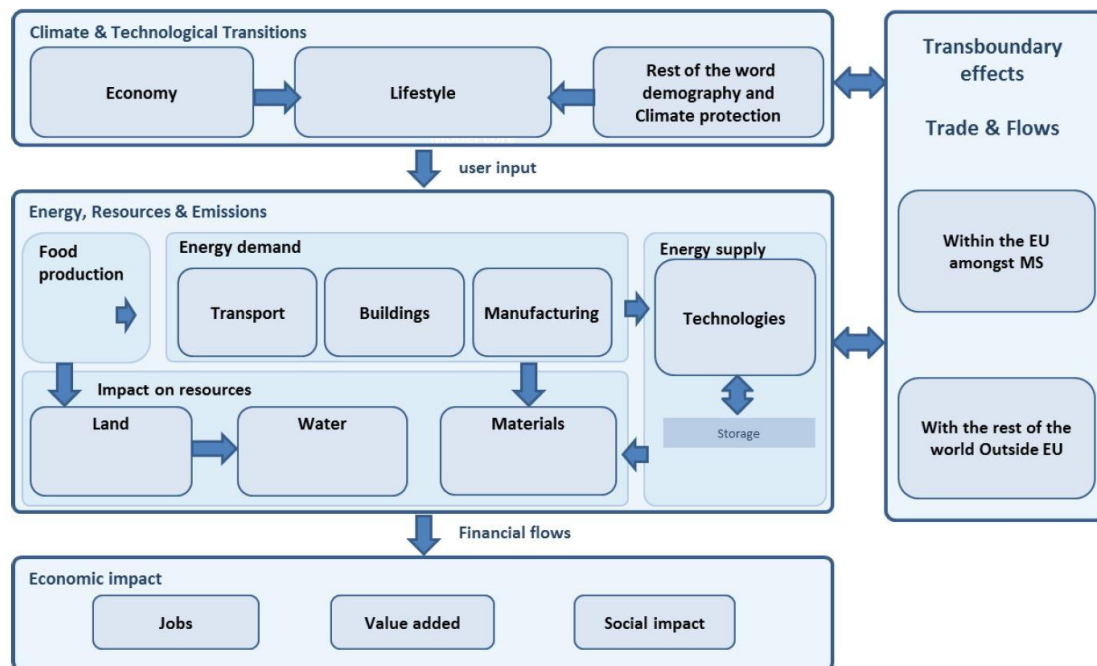 Climate & Technological Transitions
Economy
Lifestyle
Rest of the word
demography and
Climate protection
user input
Energy, Resources & Emissions
Food
production
Energy demand
Transport
Buildings
Manufacturing
Energy supply
Technologies
Storage
Impact on resources
Land
Water
Materials
Financial flows
Economic impact
Jobs
Value added
Social impact
Transboundary
effects
Trade & Flows
Within the EU
amongst MS
With the rest of the
world Outside EU